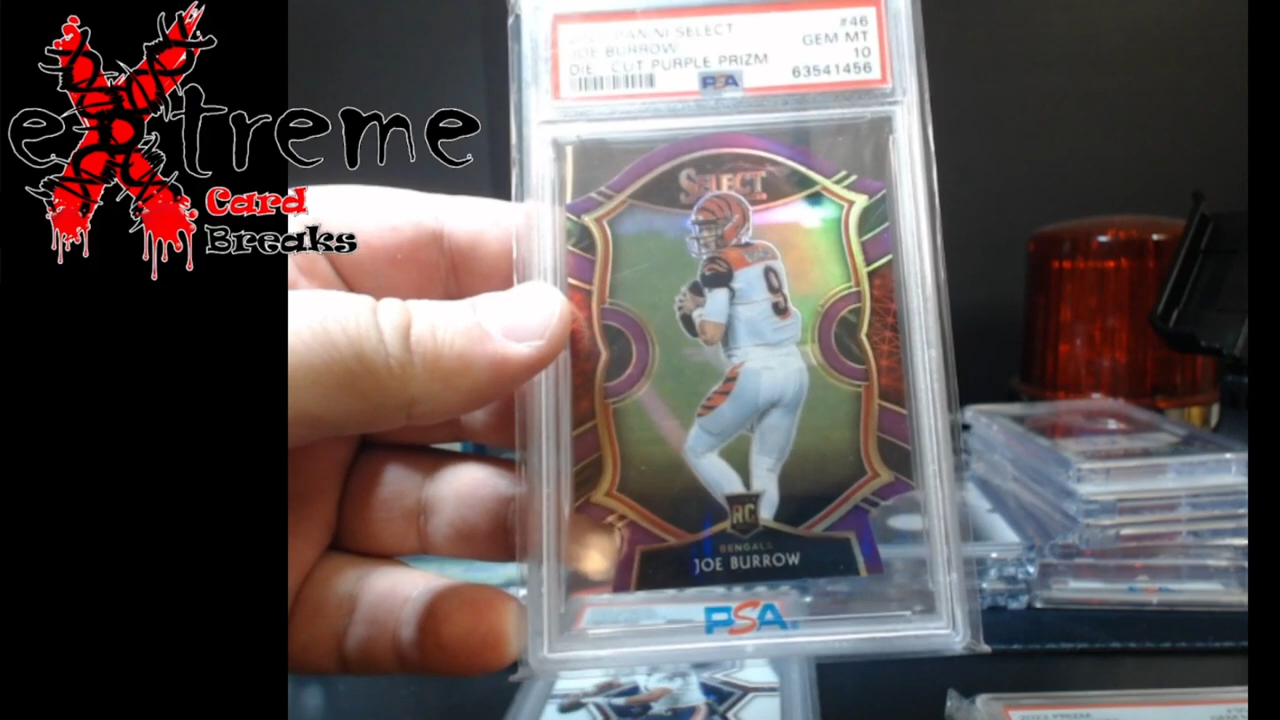 eXtreme
Card
Breaks
PANINI SELECT #46
JOE BURROW GEM MT
DIE-CUT PURPLE PRIZM 10
PSA 63541456
SELECT
9
RC
BENGALS
JOE BURROW
PSA